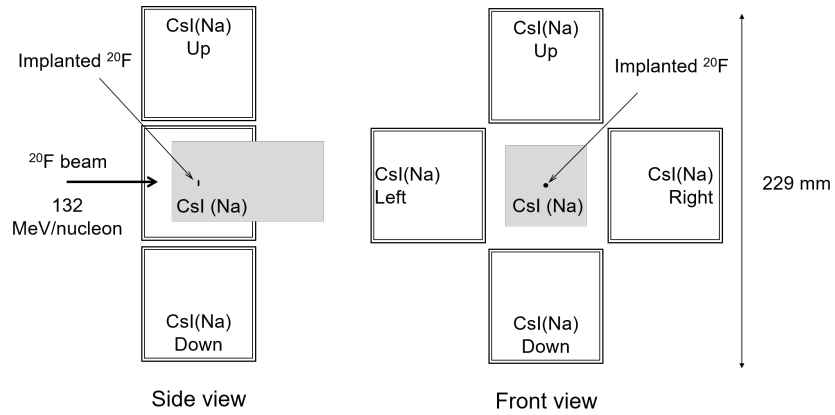 CsI(Na)
Up
Implanted ²⁰F
²⁰F beam
132
MeV/nucleon
CsI (Na)
CsI(Na)
Down
Side view
CsI(Na)
Up
Implanted ²⁰F
CsI(Na)
Left
CsI (Na)
CsI(Na)
Right
229 mm
CsI(Na)
Down
Front view